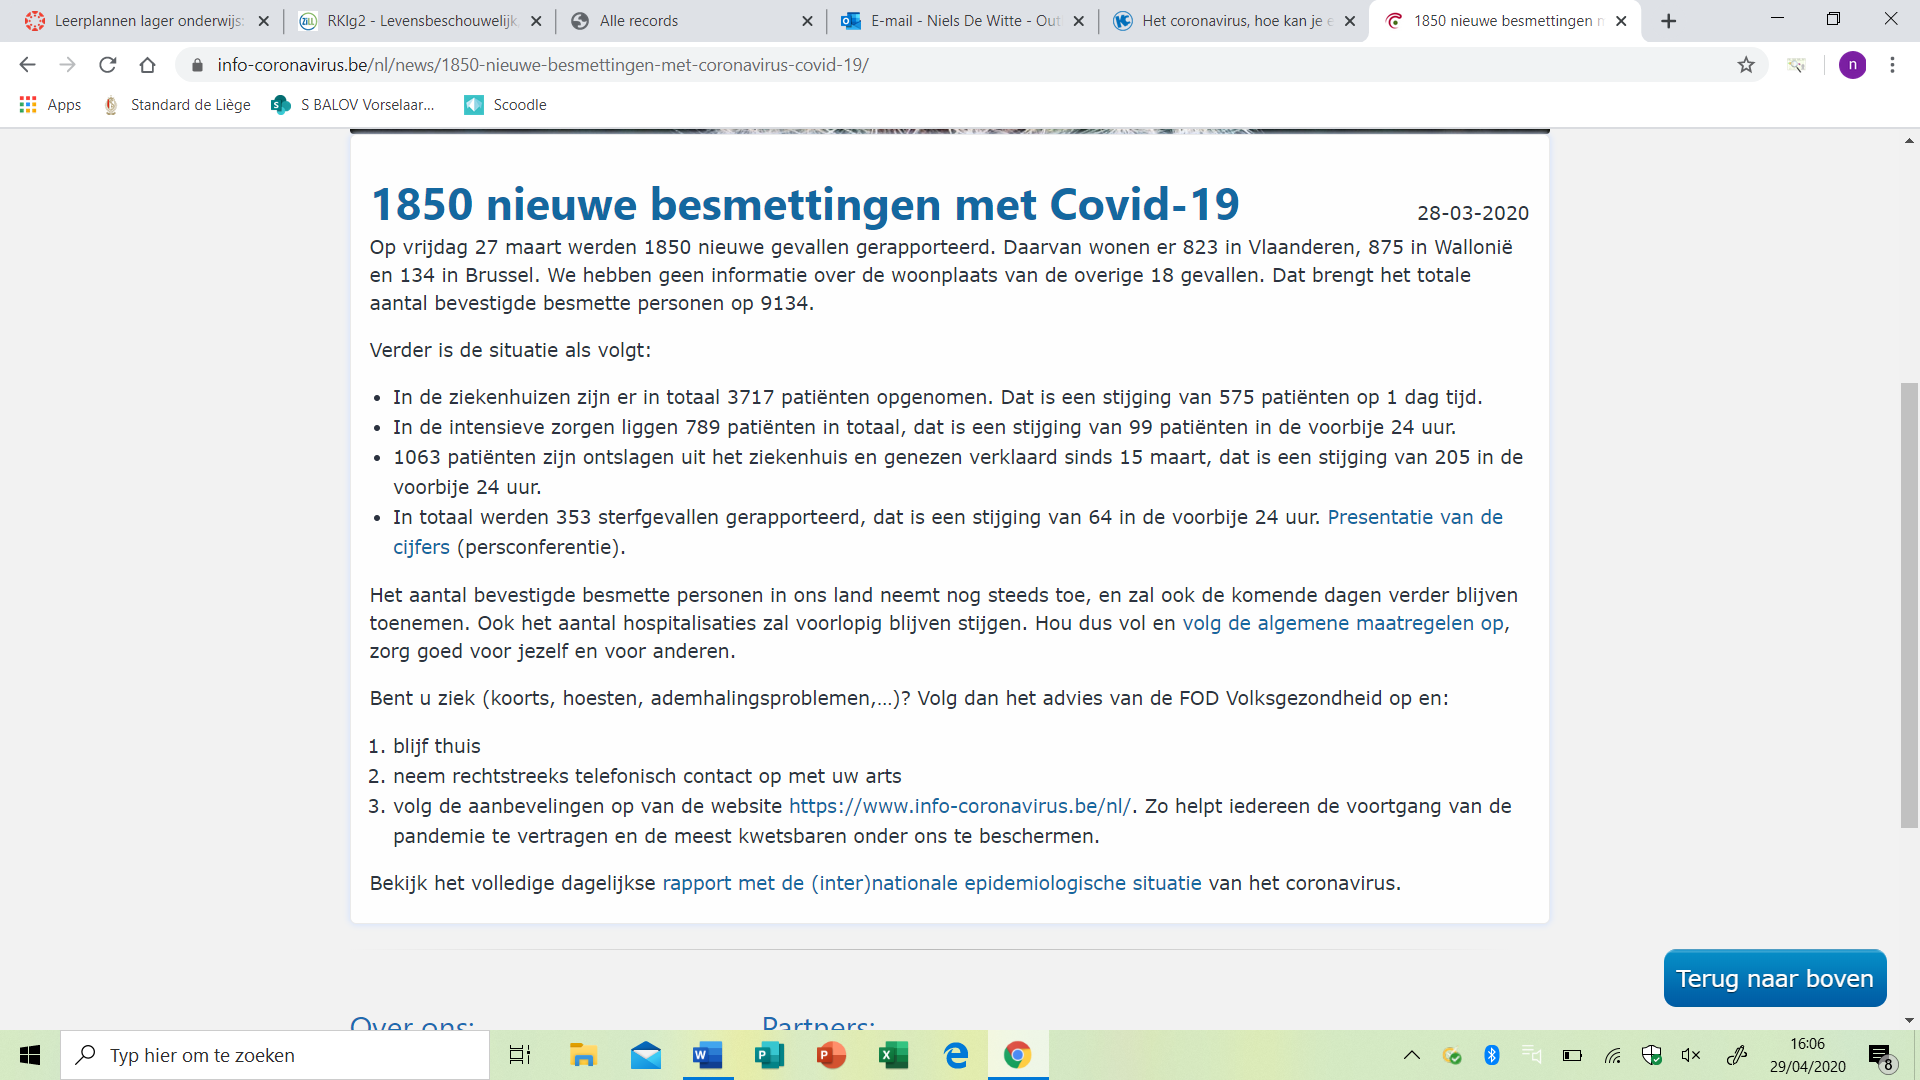 Leerplannen lager onderwijs:
RKlg2 - Levensbeschouwelijk,
Alle records
E-mail - Niels De Witte - Out
Het coronavirus, hoe kan je e
1850 nieuwe besmettingen n
info-coronavirus.be/nl/news/1850-nieuwe-besmettingen-met-coronavirus-covid-19/
n
Apps
Standard de Liège
S BALOV Vorselaar...
Scoodle
1850 nieuwe besmettingen met Covid-19
28-03-2020
Op vrijdag 27 maart werden 1850 nieuwe gevallen gerapporteerd. Daarvan wonen er 823 in Vlaanderen, 875 in Wallonië
en 134 in Brussel. We hebben geen informatie over de woonplaats van de overige 18 gevallen. Dat brengt het totale
aantal bevestigde besmette personen op 9134.
Verder is de situatie als volgt:
• In de ziekenhuizen zijn er in totaal 3717 patiënten opgenomen. Dat is een stijging van 575 patiënten op 1 dag tijd.
• In de intensieve zorgen liggen 789 patiënten in totaal, dat is een stijging van 99 patiënten in de voorbije 24 uur.
• 1063 patiënten zijn ontslagen uit het ziekenhuis en genezen verklaard sinds 15 maart, dat is een stijging van 205 in de
voorbije 24 uur.
• In totaal werden 353 sterfgevallen gerapporteerd, dat is een stijging van 64 in de voorbije 24 uur. Presentatie van de
cijfers (persconferentie).
Het aantal bevestigde besmette personen in ons land neemt nog steeds toe, en zal ook de komende dagen verder blijven
toenemen. Ook het aantal hospitalisaties zal voorlopig blijven stijgen. Hou dus vol en volg de algemene maatregelen op,
zorg goed voor jezelf en voor anderen.
Bent u ziek (koorts, hoesten, ademhalingsproblemen,...)? Volg dan het advies van de FOD Volksgezondheid op en:
1. blijf thuis
2. neem rechtstreeks telefonisch contact op met uw arts
3. volg de aanbevelingen op van de website https://www.info-coronavirus.be/nl/. Zo helpt iedereen de voortgang van de
pandemie te vertragen en de meest kwetsbaren onder ons te beschermen.
Bekijk het volledige dagelijkse rapport met de (inter)nationale epidemiologische situatie van het coronavirus.
Terug naar boven
Over ons:
Partners:
Typ hier om te zoeken
16:06
29/04/2020
8